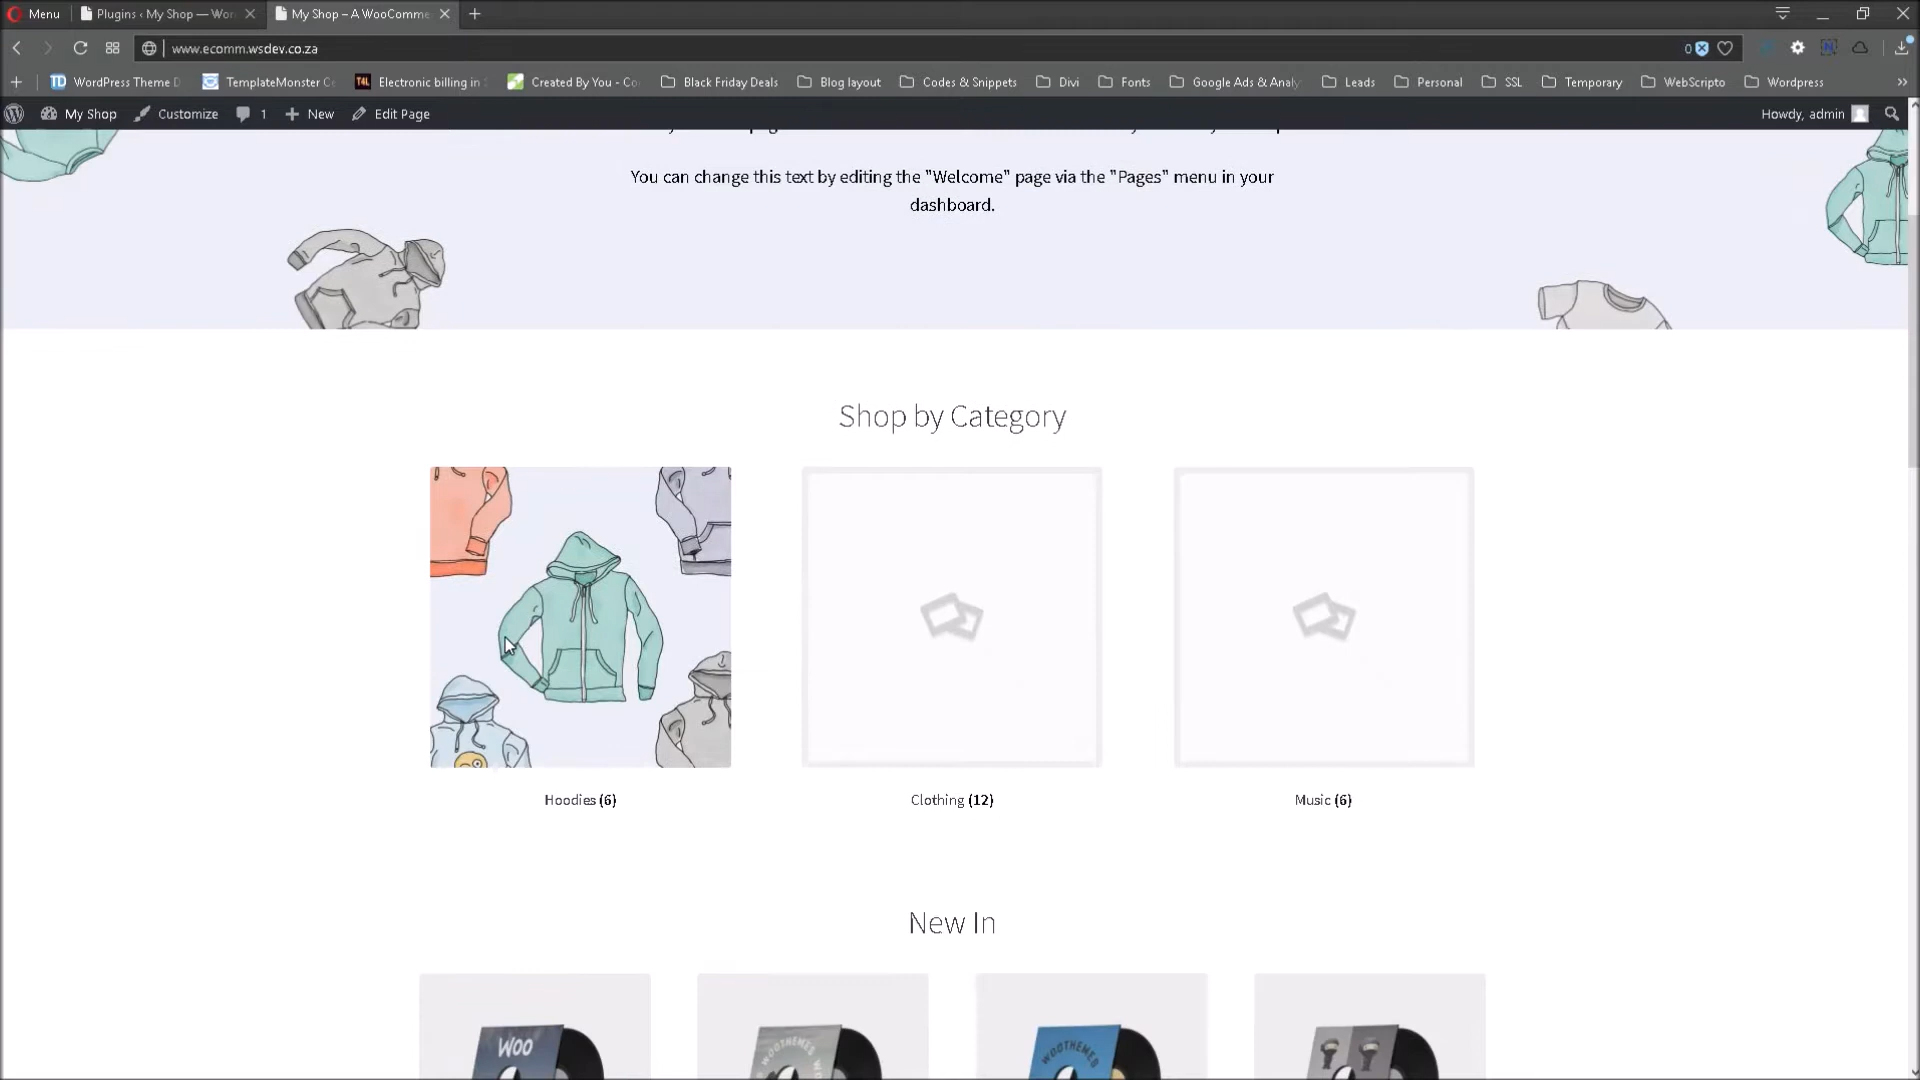 Menu
Plugins ‹ My Shop — Wor
My Shop – A WooComme
www.ecomm.wsdev.co.za
0
WordPress Theme D
TemplateMonster Ce
Electronic billing in
Created By You - Co
Black Friday Deals
Blog layout
Codes & Snippets
Divi
Fonts
Google Ads & Analy
Leads
Personal
SSL
Temporary
WebScripto
Wordpress
My Shop
Customize
1
New
Edit Page
Howdy, admin
You can change this text by editing the "Welcome" page via the "Pages" menu in your
dashboard.
Shop by Category
Hoodies (6)
Clothing (12)
Music (6)
New In
WOO
WOOTHEMES
WOOTHEMES